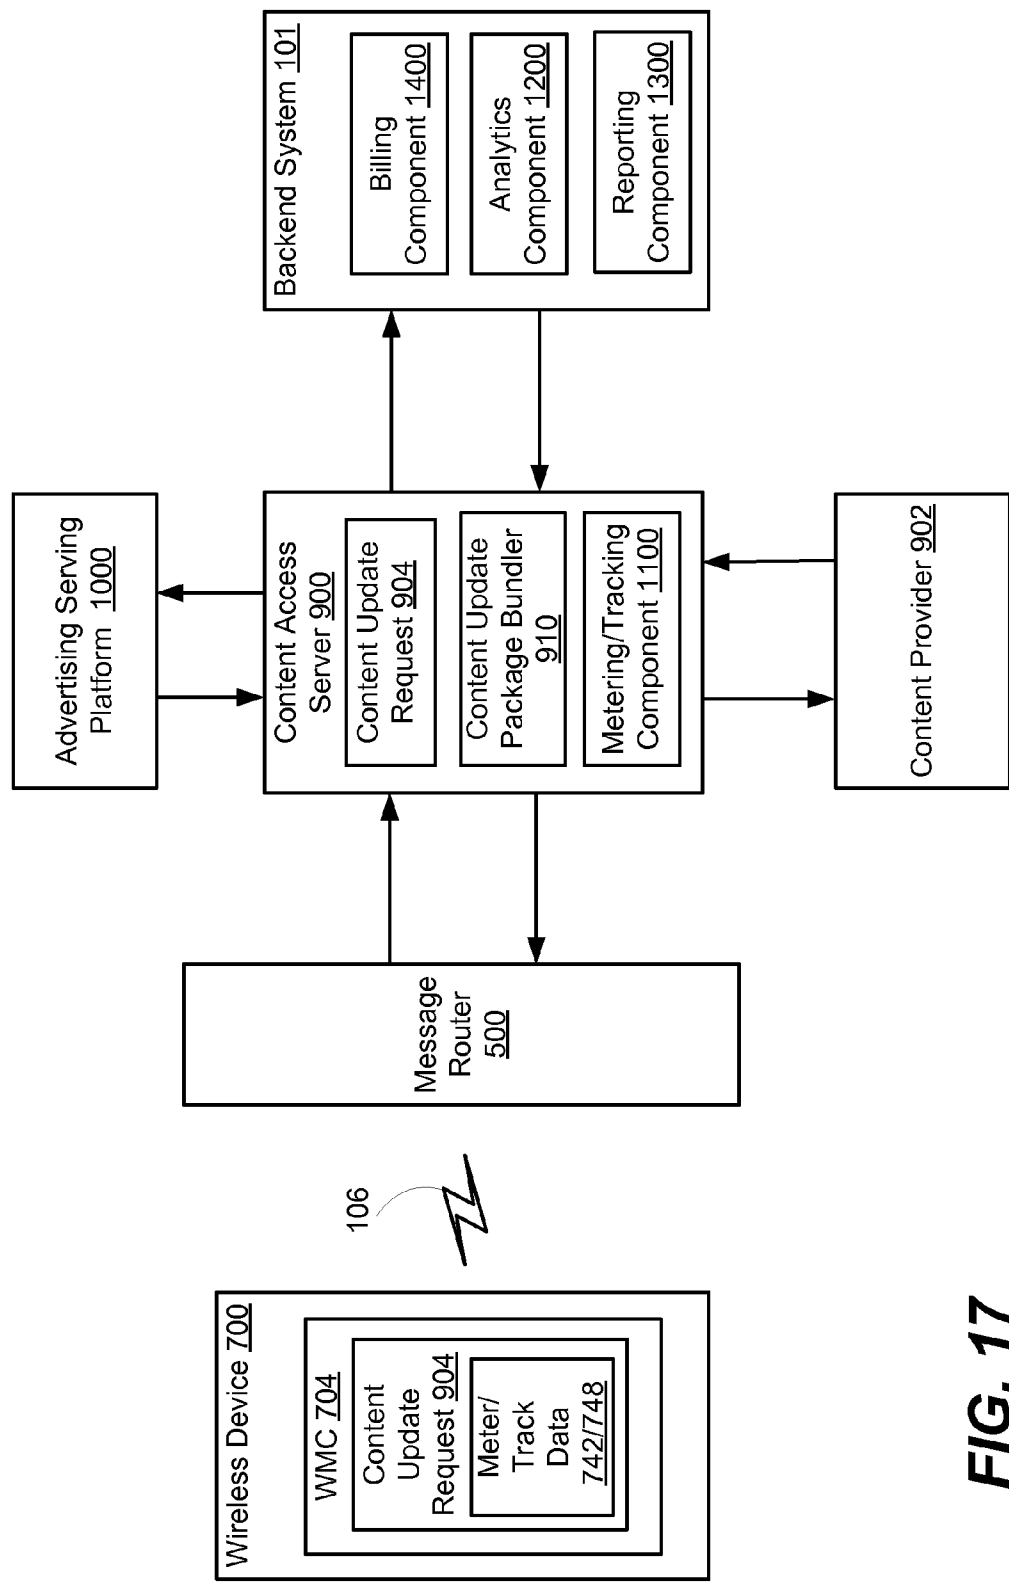 Wireless Device 700
WMC 704
Content
Update
Request 904
Meter/
Track
Data
742/748
106
Message
Router
500
Advertising Serving
Platform 1000
Content Access
Server 900
Content Update
Request 904
Content Update
Package Bundler
910
Metering/Tracking
Component 1100
Content Provider 902
Backend System 101
Billing
Component 1400
Analytics
Component 1200
Reporting
Component 1300
FIG. 17